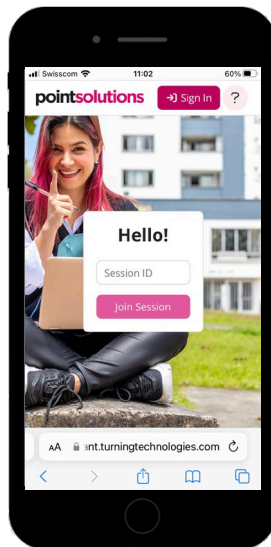 Swisscom 11:02 60%
pointsolutions Sign In ?
Hello!
Session ID
Join Session
AA ant.turningtechnologies.com